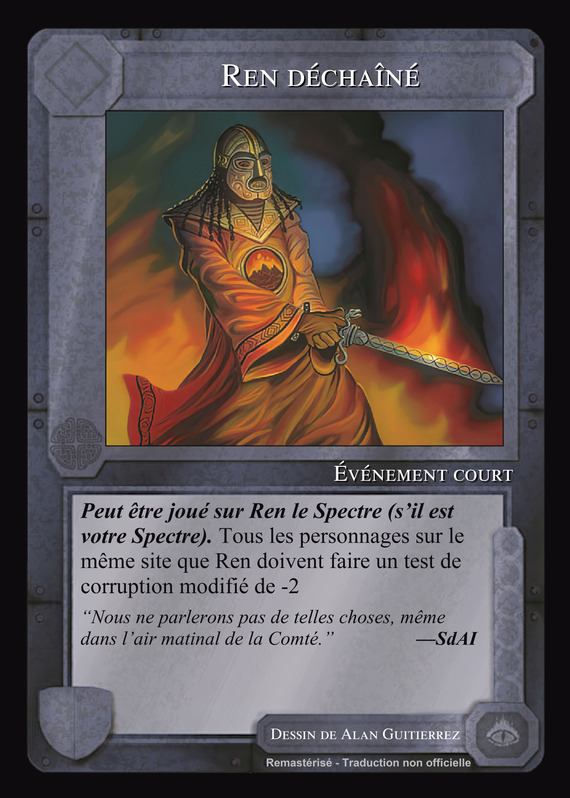 Ren déchaîné
Événement court
Peut être joué sur Ren le Spectre (s’il est
votre Spectre). Tous les personnages sur le
même site que Ren doivent faire un test de
corruption modifié de -2
“Nous ne parlerons pas de telles choses, même
dans l’air matinal de la Comté.” —SdAI
Dessin de Alan Guitierrez
Remastérisé - Traduction non officielle